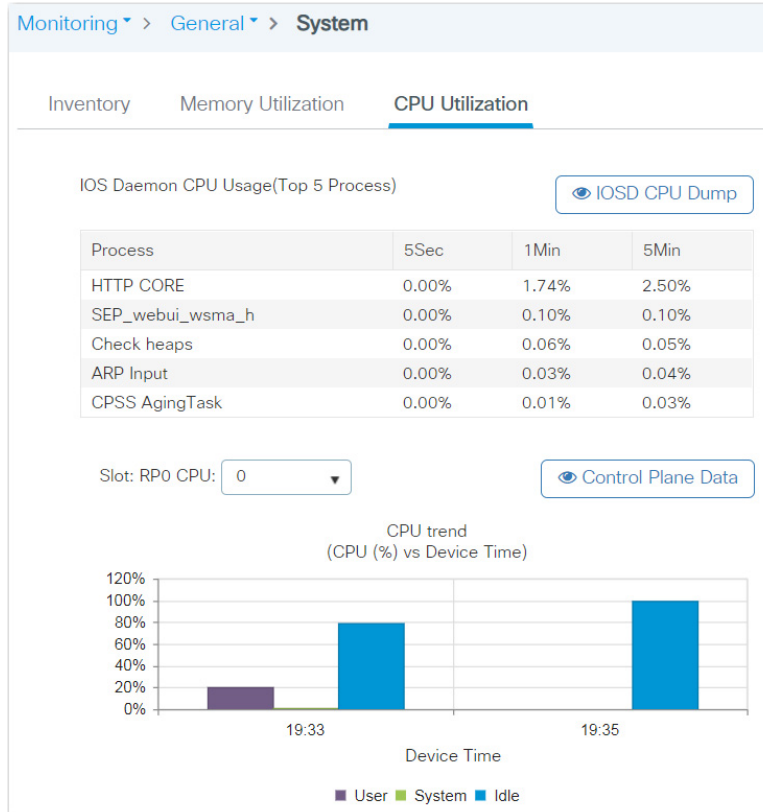 Monitoring > General > System
Inventory Memory Utilization CPU Utilization
IOS Daemon CPU Usage(Top 5 Process)
IOSD CPU Dump
Process 5Sec 1Min 5Min
HTTP CORE 0.00% 1.74% 2.50%
SEP_webui_wsma_h 0.00% 0.10% 0.10%
Check heaps 0.00% 0.06% 0.05%
ARP Input 0.00% 0.03% 0.04%
CPSS AgingTask 0.00% 0.01% 0.03%
Slot: RP0 CPU: 0
Control Plane Data
CPU trend
(CPU (%) vs Device Time)
120%
100%
80%
60%
40%
20%
0%
19:33 19:35
Device Time
User System Idle